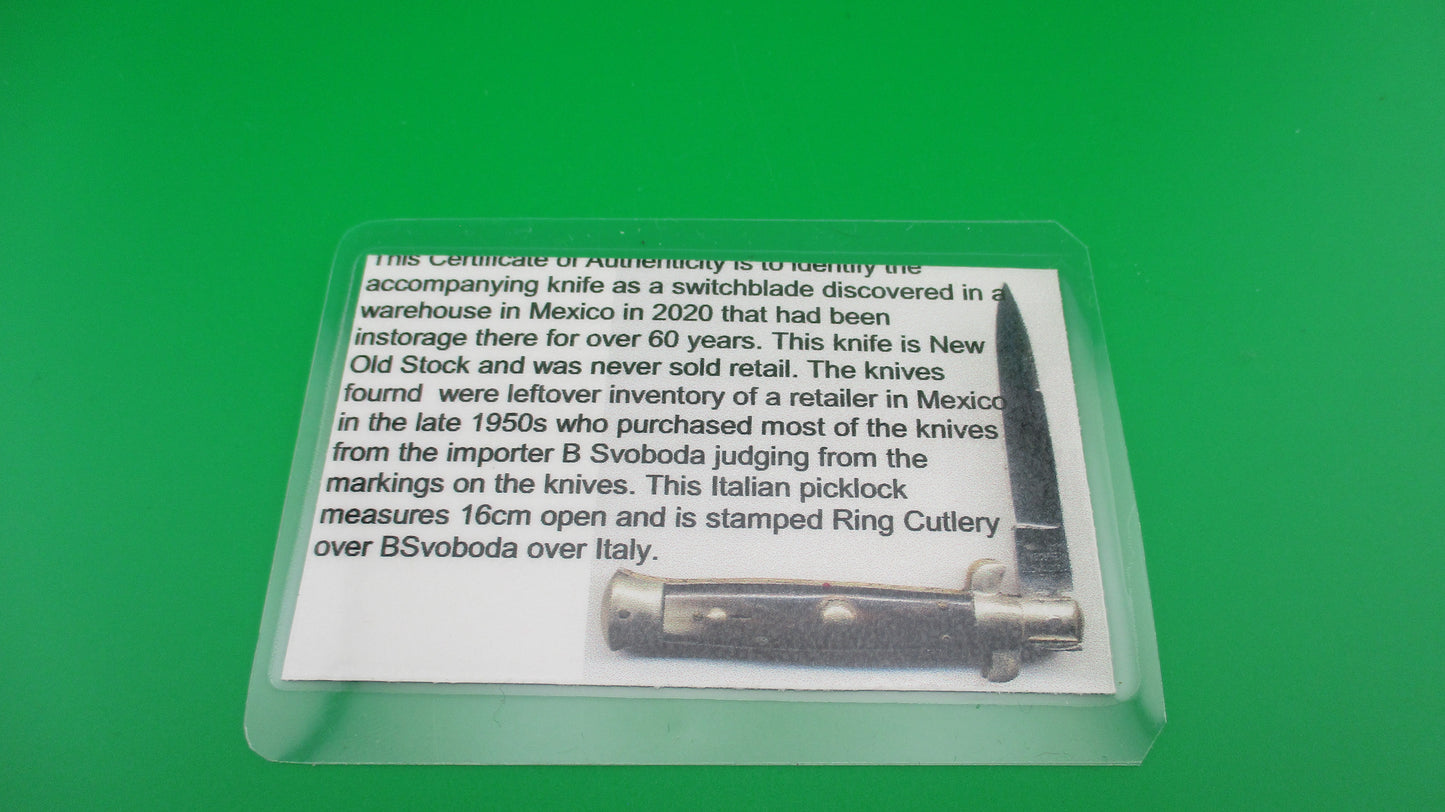 This Certificate of Authenticity is to identify the
accompanying knife as a switchblade discovered in a
warehouse in Mexico in 2020 that had been
instorage there for over 60 years. This knife is New
Old Stock and was never sold retail. The knives
fournd were leftover inventory of a retailer in Mexico
in the late 1950s who purchased most of the knives
from the importer B Svoboda judging from the
markings on the knives. This Italian picklock
measures 16cm open and is stamped Ring Cutlery
over BSvoboda over Italy.